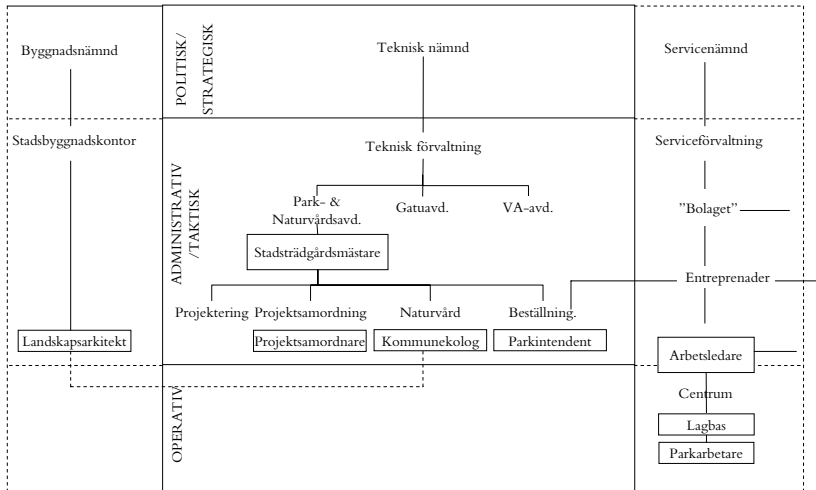 Byggnadsnämnd
POLITISK/
STRATEGISK
Teknisk nämnd
Servicenämnd
Stadsbyggnadskontor
ADMINISTRATIV
/TAKTISK
Teknisk förvaltning
Serviceförvaltning
Park- &
Naturvårdsavd.
Gatuavd.
VA-avd.
”Bolaget”
Stadsträdgårdsmästare
Entreprenader
Projektering
Projektsamordning
Naturvård
Beställning.
Landskapsarkitekt
Projektsamordnare
Kommunekolog
Parkintendent
Arbetsledare
OPERATIV
Centrum
Lagbas
Parkarbetare